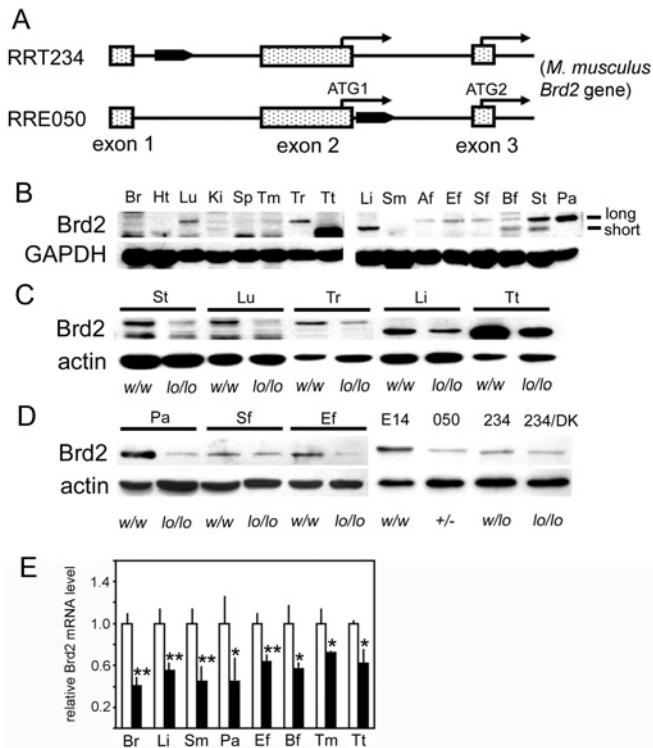 A
RRT234
ATG1 ATG2
(M. musculus Brd2 gene)
RRE050
exon 1 exon 2 exon 3
B
Br Ht Lu Ki Sp Tm Tr Tt Li Sm Af Ef Sf Bf St Pa
Brd2
long
short
GAPDH
C
St Lu Tr Li Tt
Brd2
actin
w/w lo/lo w/w lo/lo w/w lo/lo w/w lo/lo w/w lo/lo
D
Pa Sf Ef E14 050 234 234/DK
Brd2
actin
w/w lo/lo w/w lo/lo w/w lo/lo w/w +/- w/lo lo/lo
E
relative Brd2 mRNA level
1.4
1.0
0.6
0.2
** ** ** * ** * * *
Br Li Sm Pa Ef Bf Tm Tt